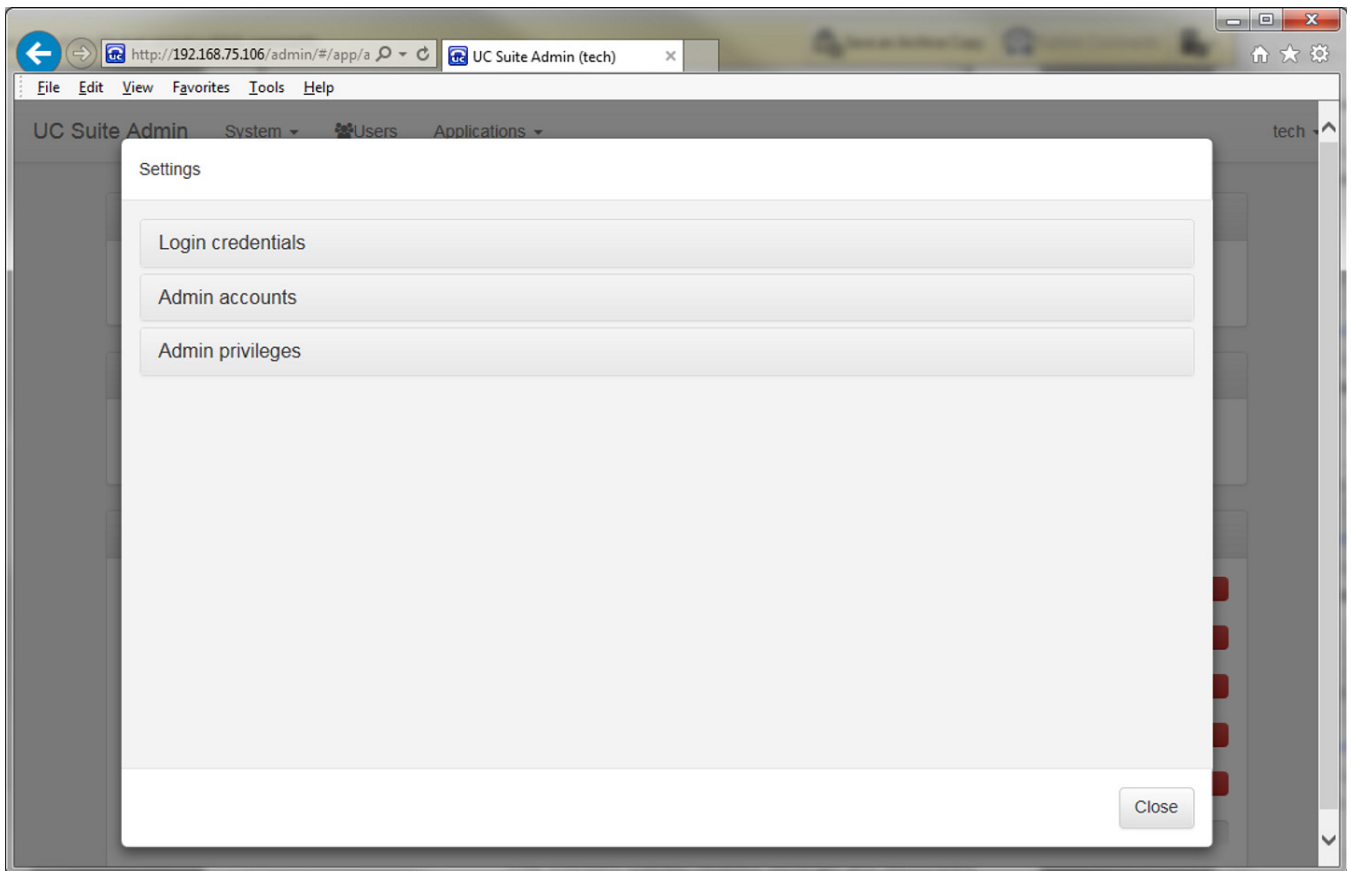 http://192.168.75.106/admin/#/app/a
UC Suite Admin (tech)
File Edit View Favorites Tools Help
UC Suite Admin System Users Applications tech
Settings
Login credentials
Admin accounts
Admin privileges
Close